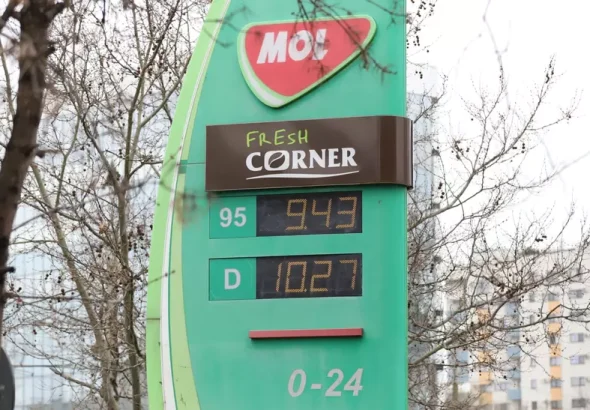 MOL
FRESH
CORNER
95 9.43
D 10.27
0-24